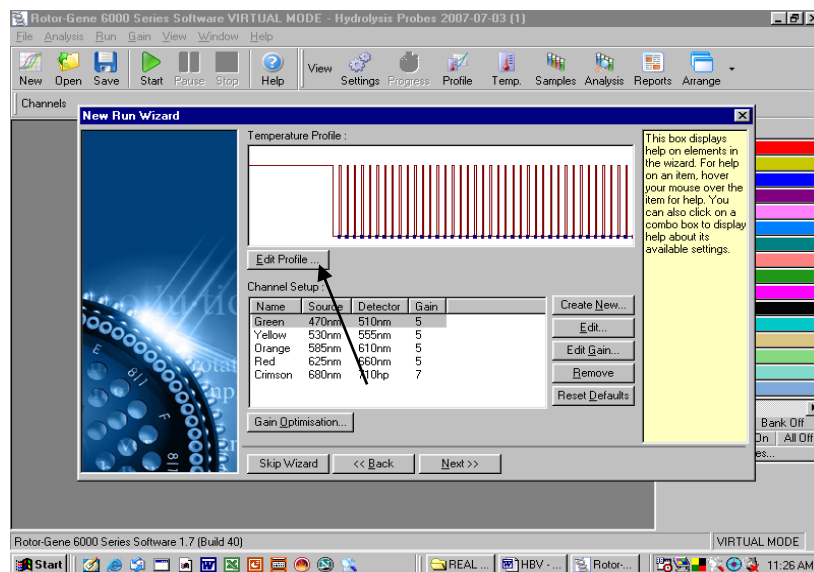 Rotor-Gene 6000 Series Software VIRTUAL MODE - Hydrolysis Probes 2007-07-03 (1)
File Analysis Run Gain View Window Help
New Open Save Start Pause Stop Help View Settings Progress Profile Temp. Samples Analysis Reports Arrange
Channels
New Run Wizard
Temperature Profile :
This box displays
help on elements in
the wizard. For help
on an item, hover
your mouse over the
item for help. You
can also click on a
combo box to display
help about its
available settings.
Edit Profile ...
Channel Setup :
Name Source Detector Gain
Green 470nm 510nm 5
Yellow 530nm 555nm 5
Orange 585nm 610nm 5
Red 625nm 660nm 5
Crimson 680nm 710hp 7
Create New...
Edit...
Edit Gain...
Remove
Reset Defaults
Gain Optimisation...
Skip Wizard << Back Next >>
Bank Off
On All Off
es...
Rotor-Gene 6000 Series Software 1.7 (Build 40) VIRTUAL MODE
Start REAL ... HBV - ... Rotor-... 11:26 AM